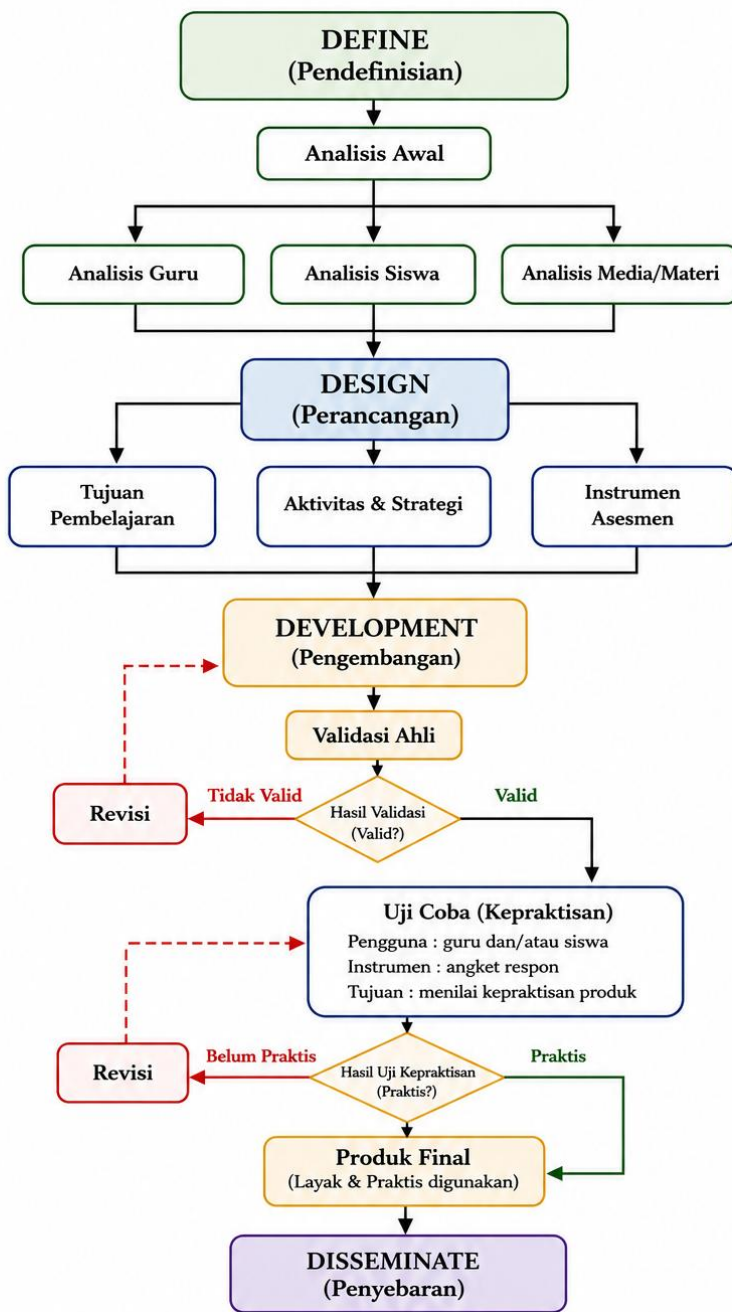 DEFINE
(Pendefinisian)
Analisis Awal
Analisis Guru
Analisis Siswa
Analisis Media/Materi
DESIGN
(Perancangan)
Tujuan
Pembelajaran
Aktivitas & Strategi
Instrumen
Asesmen
DEVELOPMENT
(Pengembangan)
Validasi Ahli
Revisi
Tidak Valid
Hasil Validasi
(Valid?)
Valid
Uji Coba (Kepraktisan)
Pengguna : guru dan/atau siswa
Instrumen : angket respon
Tujuan : menilai kepraktisan produk
Revisi
Belum Praktis
Hasil Uji Kepraktisan
(Praktis?)
Praktis
Produk Final
(Layak & Praktis digunakan)
DISSEMINATE
(Penyebaran)